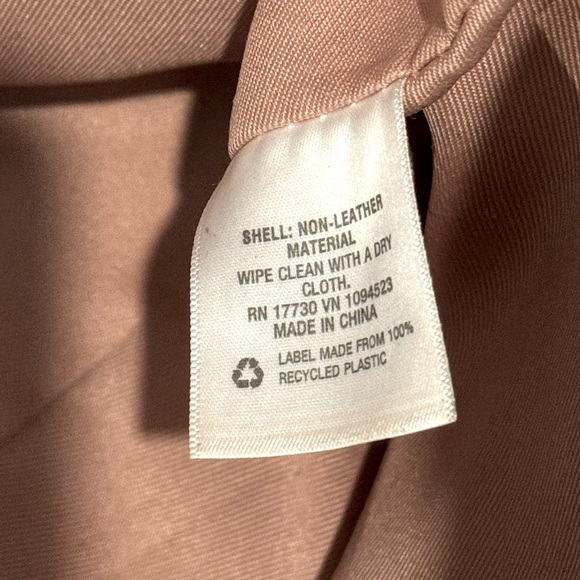 SHELL: NON-LEATHER
MATERIAL
WIPE CLEAN WITH A DRY
CLOTH.
RN 17730 VN 1094523
MADE IN CHINA
LABEL MADE FROM 100%
RECYCLED PLASTIC